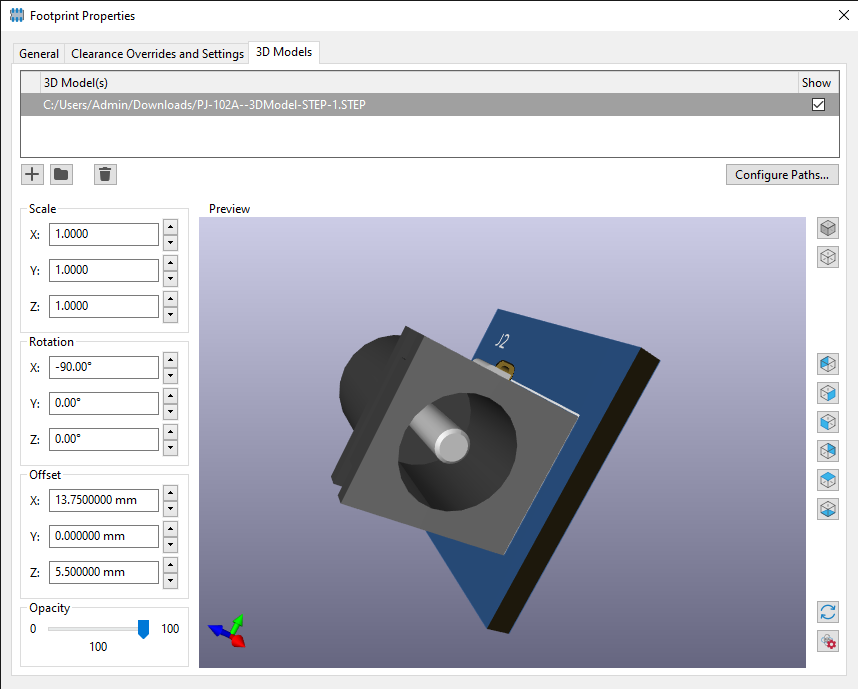 Footprint Properties
General
Clearance Overrides and Settings
3D Models
3D Model(s)
Show
C:/Users/Admin/Downloads/PJ-102A--3DModel-STEP-1.STEP
Configure Paths...
Scale
X: 1.0000
Y: 1.0000
Z: 1.0000
Rotation
X: -90.00°
Y: 0.00°
Z: 0.00°
Offset
X: 13.7500000 mm
Y: 0.000000 mm
Z: 5.500000 mm
Opacity
0 100
100
Preview
J2